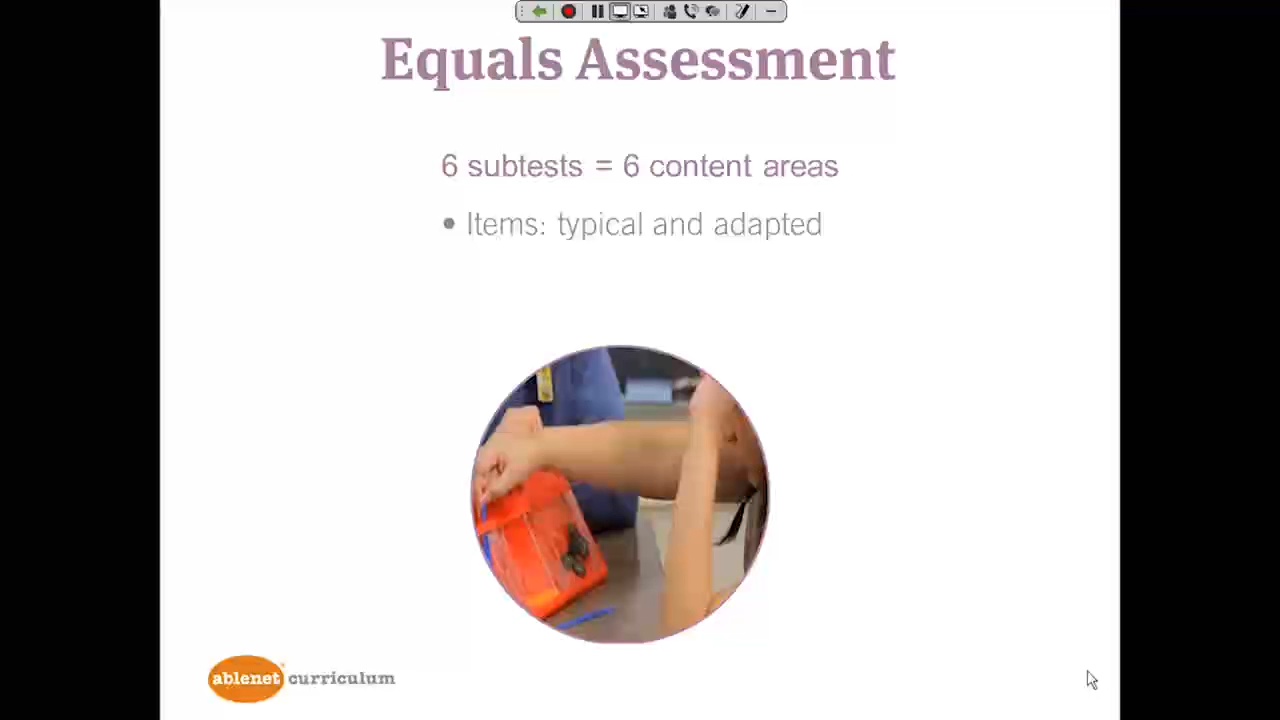 Equals Assessment
6 subtests = 6 content areas
• Items: typical and adapted
ablenet curriculum